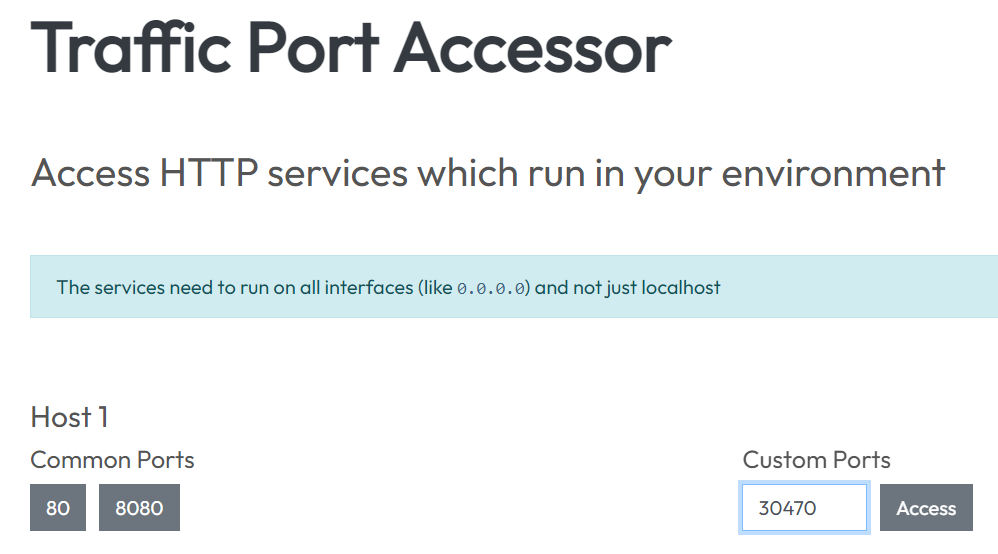 Traffic Port Accessor
Access HTTP services which run in your environment
The services need to run on all interfaces (like 0.0.0.0) and not just localhost
Host 1
Common Ports
Custom Ports
80 8080
30470 Access